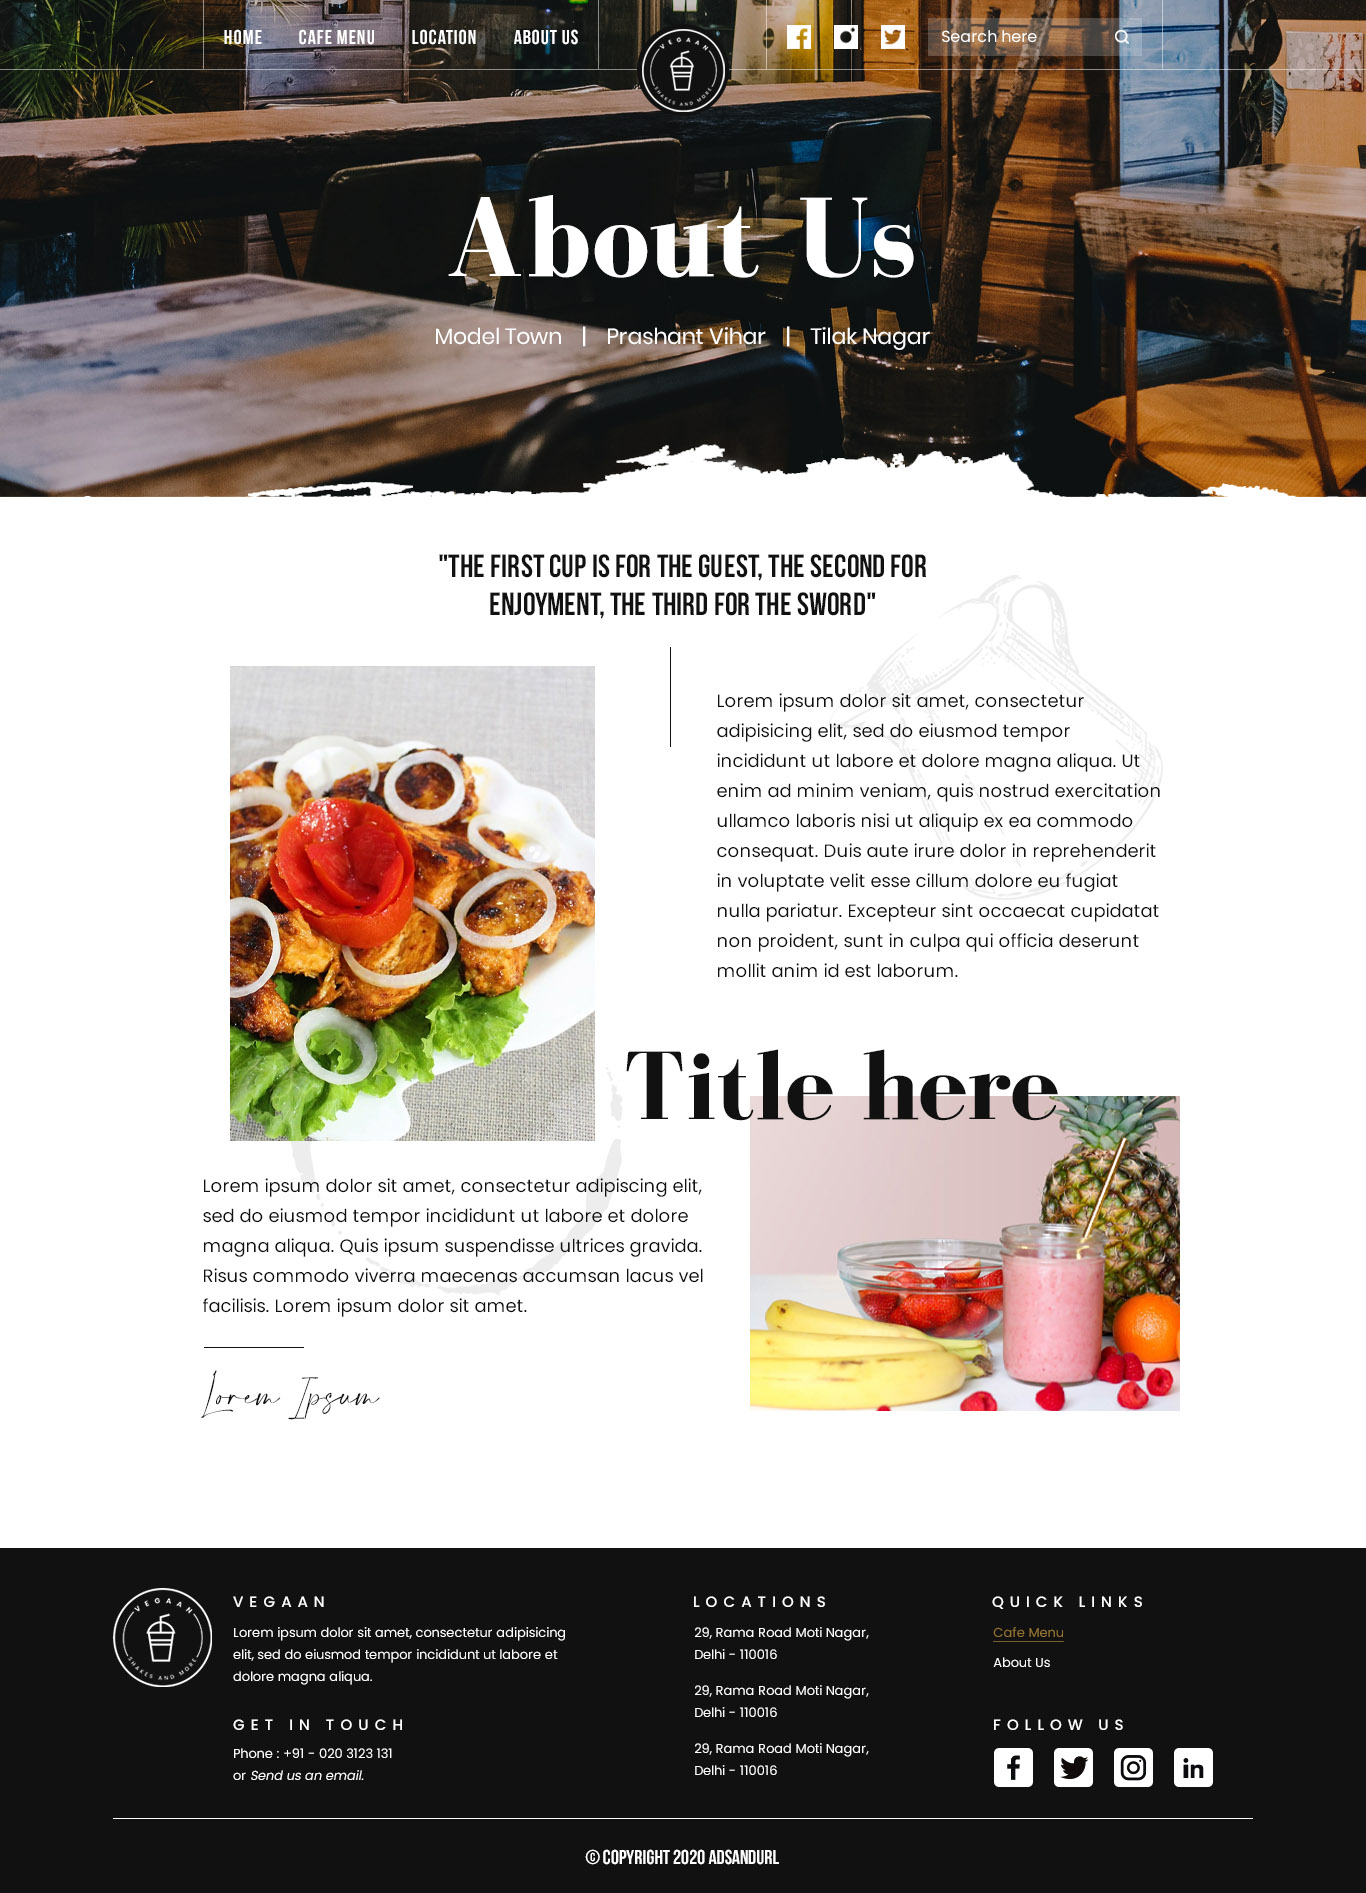 HOME CAFE MENU LOCATION ABOUT US
VEGAAN
SHAKES AND MORE
Search here
About Us
Model Town | Prashant Vihar | Tilak Nagar
"THE FIRST CUP IS FOR THE GUEST, THE SECOND FOR
ENJOYMENT, THE THIRD FOR THE SWORD"
Lorem ipsum dolor sit amet, consectetur
adipisicing elit, sed do eiusmod tempor
incididunt ut labore et dolore magna aliqua. Ut
enim ad minim veniam, quis nostrud exercitation
ullamco laboris nisi ut aliquip ex ea commodo
consequat. Duis aute irure dolor in reprehenderit
in voluptate velit esse cillum dolore eu fugiat
nulla pariatur. Excepteur sint occaecat cupidatat
non proident, sunt in culpa qui officia deserunt
mollit anim id est laborum.
Title here
Lorem ipsum dolor sit amet, consectetur adipiscing elit,
sed do eiusmod tempor incididunt ut labore et dolore
magna aliqua. Quis ipsum suspendisse ultrices gravida.
Risus commodo viverra maecenas accumsan lacus vel
facilisis. Lorem ipsum dolor sit amet.
Lorem Ipsum
VEGAAN
SHAKES AND MORE
VEGAAN
Lorem ipsum dolor sit amet, consectetur adipisicing
elit, sed do eiusmod tempor incididunt ut labore et
dolore magna aliqua.
GET IN TOUCH
Phone : +91 - 020 3123 131
or Send us an email.
LOCATIONS
29, Rama Road Moti Nagar,
Delhi - 110016
29, Rama Road Moti Nagar,
Delhi - 110016
29, Rama Road Moti Nagar,
Delhi - 110016
QUICK LINKS
Cafe Menu
About Us
FOLLOW US
© COPYRIGHT 2020 ADSANDURL